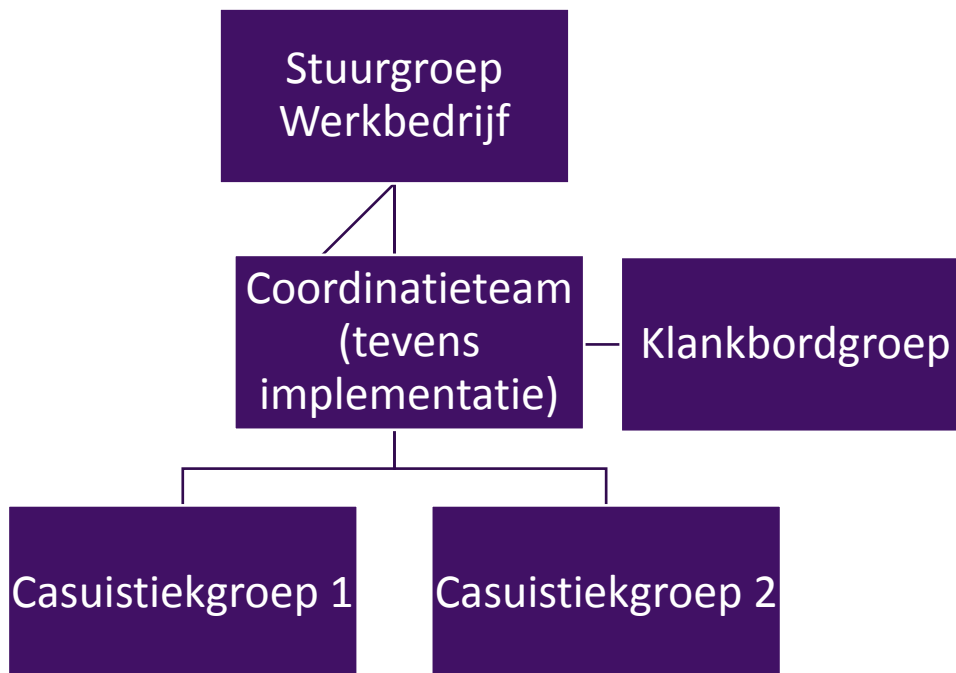 Stuurgroep
Werkbedrijf
Coordinatieteam
(tevens
implementatie)
Klankbordgroep
Casuistiekgroep 1
Casuistiekgroep 2